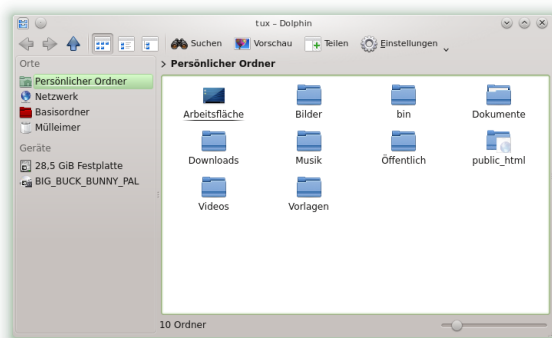 tux – Dolphin
Suchen Vorschau Teilen Einstellungen
Orte
Persönlicher Ordner
Netzwerk
Basisordner
Mülleimer
Geräte
28,5 GiB Festplatte
BIG_BUCK_BUNNY_PAL
> Persönlicher Ordner
Arbeitsfläche Bilder bin Dokumente
Downloads Musik Öffentlich public_html
Videos Vorlagen
10 Ordner